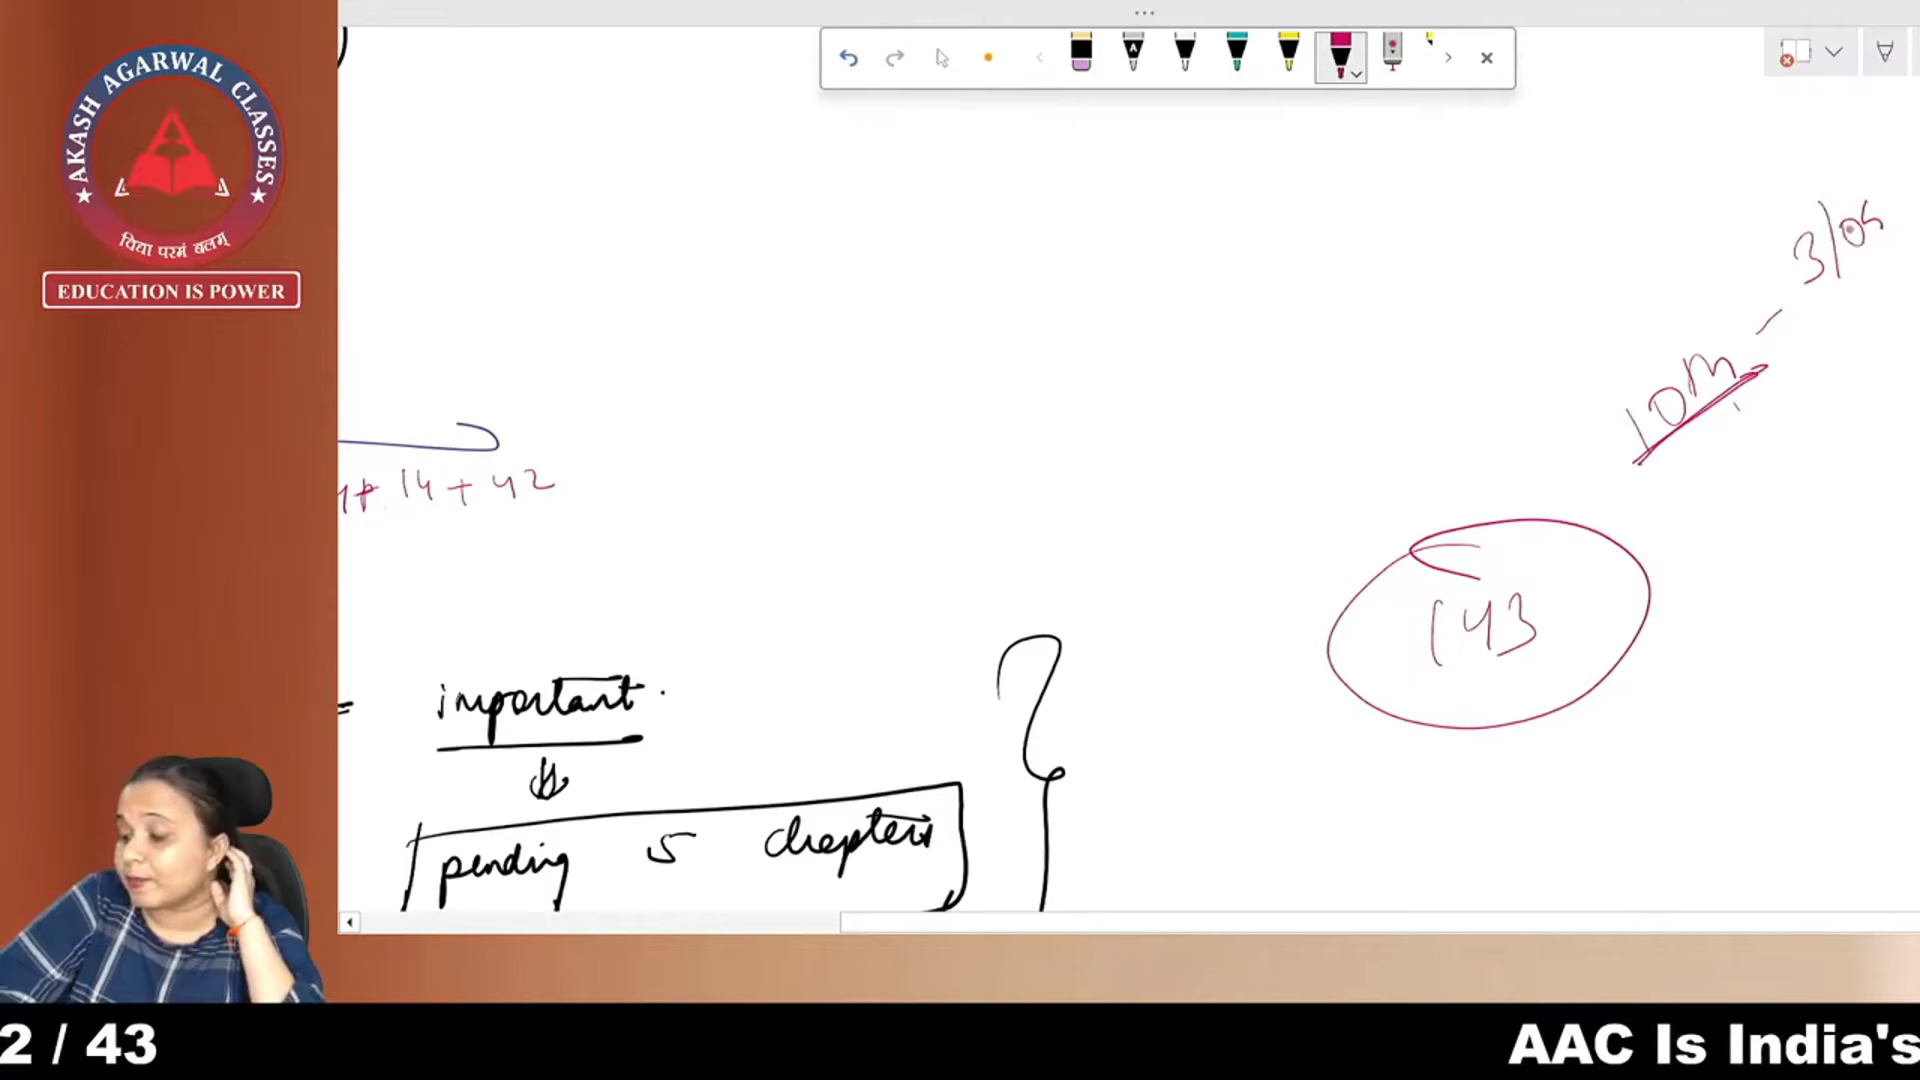 AKASH AGARWAL CLASSES
विद्या परमं बलम्
EDUCATION IS POWER
3/05
10M
14 + 42
143
= important.
pending 5 chapters
2 / 43
AAC Is India's